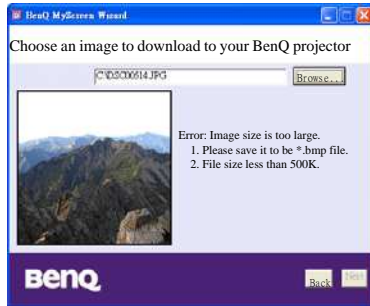 BenQ MyScreen Wizard
Choose an image to download to your BenQ projector
C:\DSC00514.JPG
Browse...
Error: Image size is too large.
1. Please save it to be *.bmp file.
2. File size less than 500K.
BenQ
Back
Next